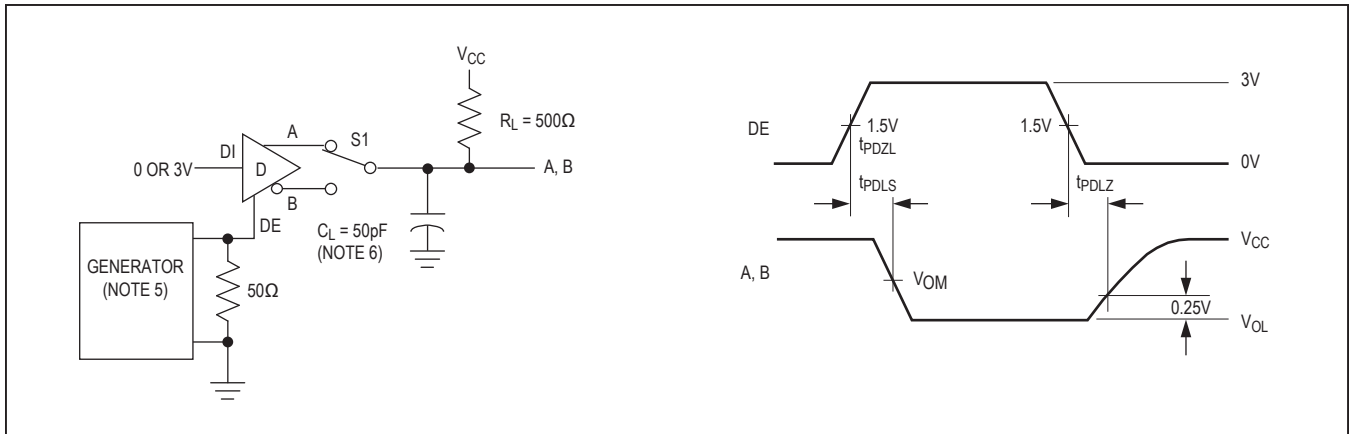 VCC
RL = 500Ω
A
S1
DI
D
0 OR 3V
A, B
B
DE
CL = 50pF
(NOTE 6)
GENERATOR
(NOTE 5)
50Ω
3V
DE
1.5V
1.5V
tPDZL
0V
tPDLS
tPDLZ
VCC
A, B
VOM
0.25V
VOL